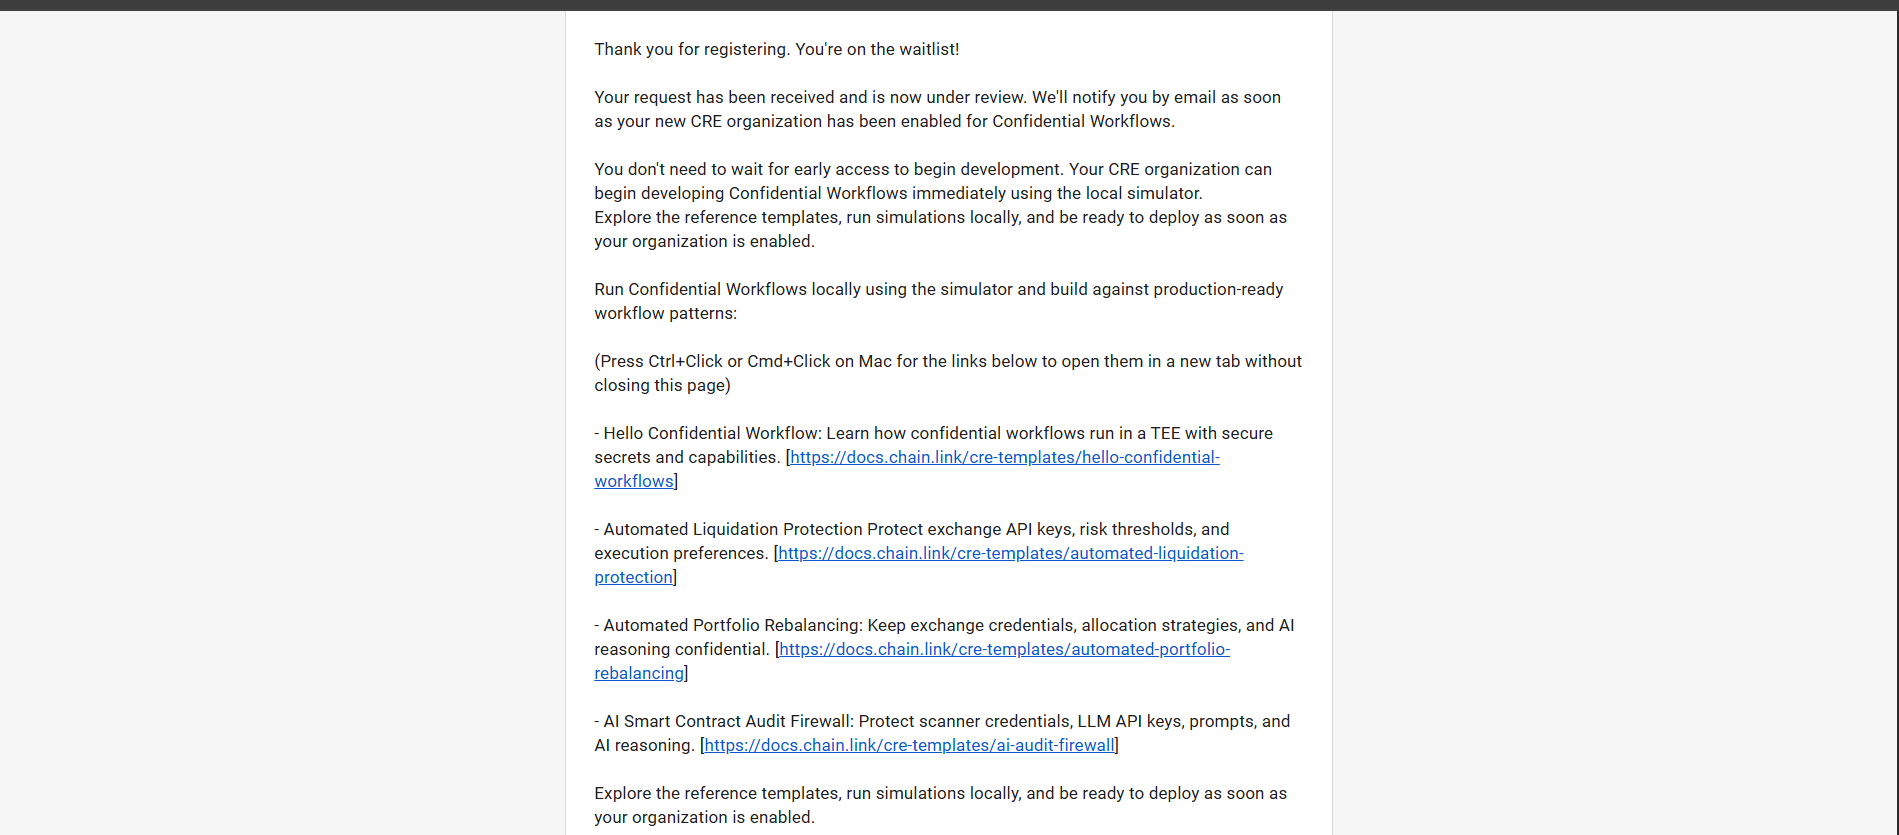 Thank you for registering. You're on the waitlist!
Your request has been received and is now under review. We'll notify you by email as soon
as your new CRE organization has been enabled for Confidential Workflows.
You don't need to wait for early access to begin development. Your CRE organization can
begin developing Confidential Workflows immediately using the local simulator.
Explore the reference templates, run simulations locally, and be ready to deploy as soon as
your organization is enabled.
Run Confidential Workflows locally using the simulator and build against production-ready
workflow patterns:
(Press Ctrl+Click or Cmd+Click on Mac for the links below to open them in a new tab without
closing this page)
- Hello Confidential Workflow: Learn how confidential workflows run in a TEE with secure
secrets and capabilities. [https://docs.chain.link/cre-templates/hello-confidential-
workflows]
- Automated Liquidation Protection Protect exchange API keys, risk thresholds, and
execution preferences. [https://docs.chain.link/cre-templates/automated-liquidation-
protection]
- Automated Portfolio Rebalancing: Keep exchange credentials, allocation strategies, and AI
reasoning confidential. [https://docs.chain.link/cre-templates/automated-portfolio-
rebalancing]
- AI Smart Contract Audit Firewall: Protect scanner credentials, LLM API keys, prompts, and
AI reasoning. [https://docs.chain.link/cre-templates/ai-audit-firewall]
Explore the reference templates, run simulations locally, and be ready to deploy as soon as
your organization is enabled.